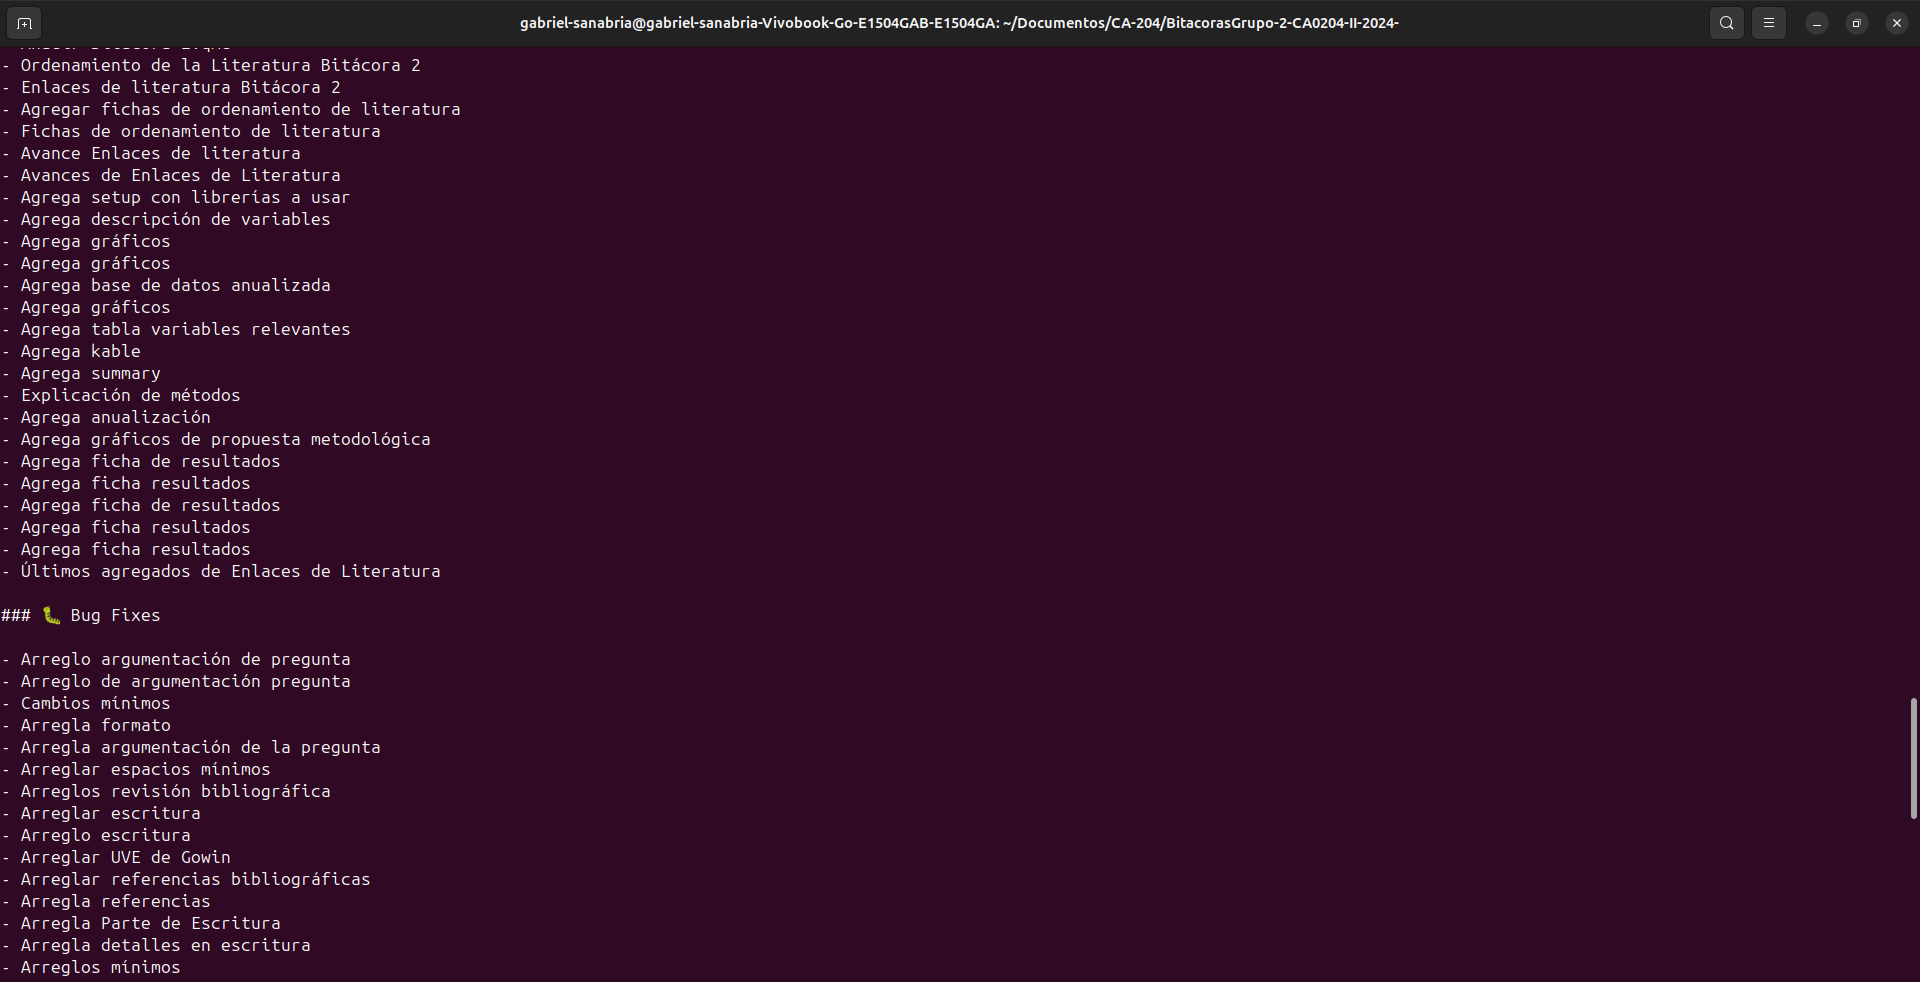 gabriel-sanabria@gabriel-sanabria-Vivobook-Go-E1504GAB-E1504GA: ~/Documentos/CA-204/BitacorasGrupo-2-CA0204-II-2024-
- Ordenamiento de la Literatura Bitácora 2
- Enlaces de literatura Bitácora 2
- Agregar fichas de ordenamiento de literatura
- Fichas de ordenamiento de literatura
- Avance Enlaces de literatura
- Avances de Enlaces de Literatura
- Agrega setup con librerías a usar
- Agrega descripción de variables
- Agrega gráficos
- Agrega gráficos
- Agrega base de datos anualizada
- Agrega gráficos
- Agrega tabla variables relevantes
- Agrega kable
- Agrega summary
- Explicación de métodos
- Agrega anualización
- Agrega gráficos de propuesta metodológica
- Agrega ficha de resultados
- Agrega ficha resultados
- Agrega ficha de resultados
- Agrega ficha resultados
- Agrega ficha resultados
- Últimos agregados de Enlaces de Literatura
### 🐛 Bug Fixes
- Arreglo argumentación de pregunta
- Arreglo de argumentación pregunta
- Cambios mínimos
- Arregla formato
- Arregla argumentación de la pregunta
- Arreglar espacios mínimos
- Arreglos revisión bibliográfica
- Arreglar escritura
- Arreglo escritura
- Arreglar UVE de Gowin
- Arreglar referencias bibliográficas
- Arregla referencias
- Arregla Parte de Escritura
- Arregla detalles en escritura
- Arreglos mínimos